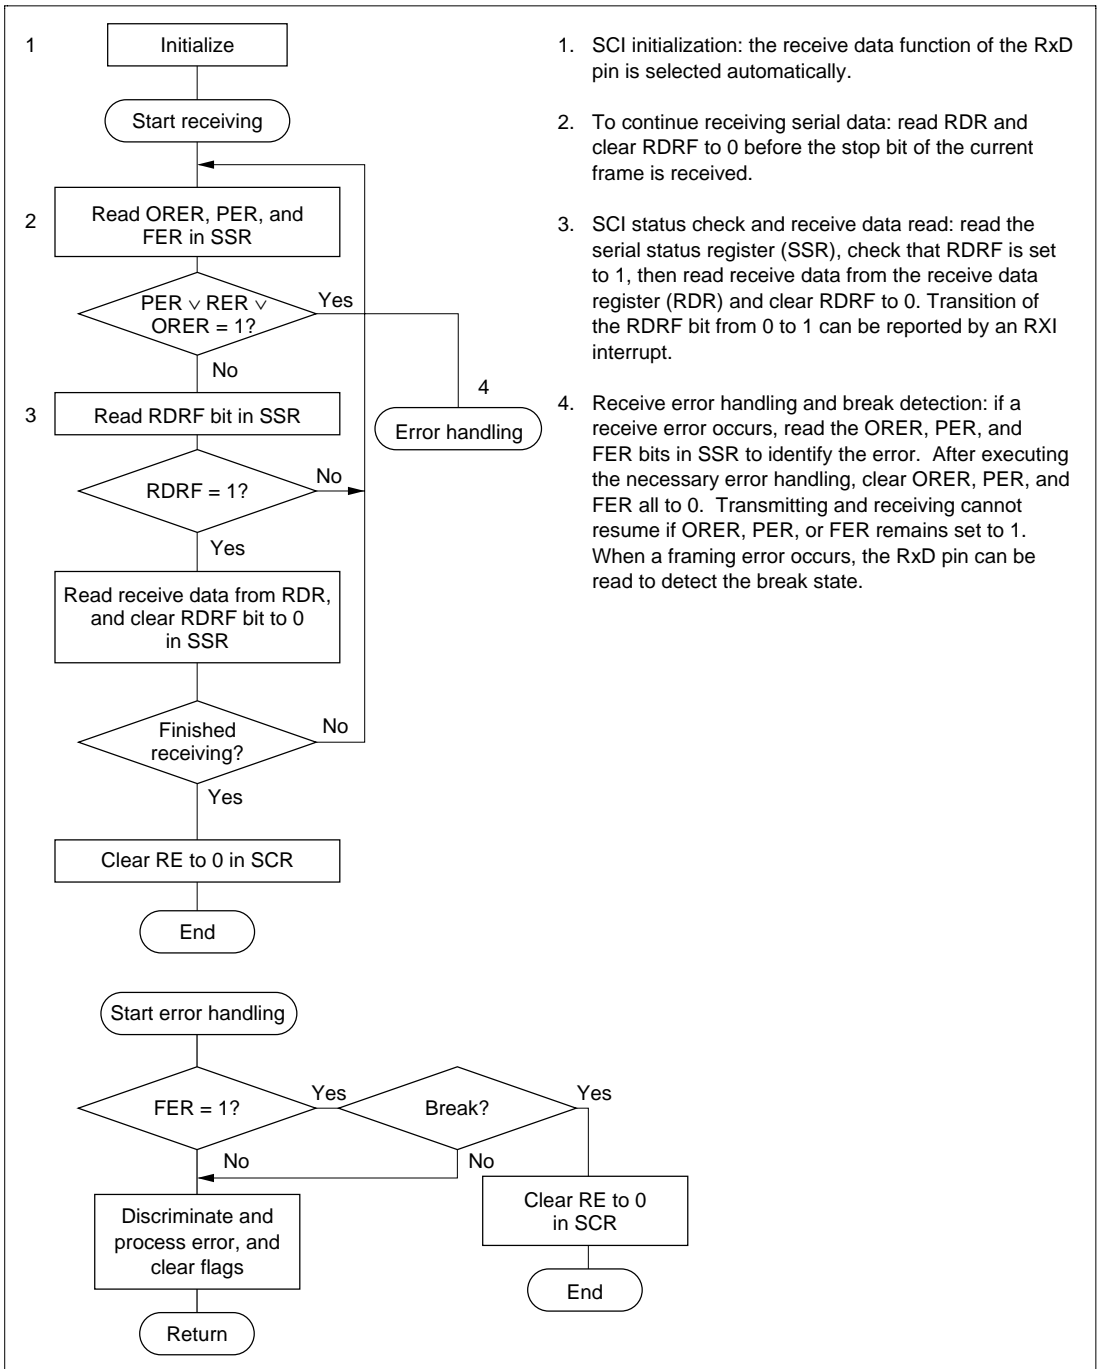 1
Initialize
Start receiving
2
Read ORER, PER, and
FER in SSR
PER ∨ RER ∨
ORER = 1?
Yes
No
4
Error handling
3
Read RDRF bit in SSR
RDRF = 1?
No
Yes
Read receive data from RDR,
and clear RDRF bit to 0
in SSR
Finished
receiving?
No
Yes
Clear RE to 0 in SCR
End
1. SCI initialization: the receive data function of the RxD
pin is selected automatically.
2. To continue receiving serial data: read RDR and
clear RDRF to 0 before the stop bit of the current
frame is received.
3. SCI status check and receive data read: read the
serial status register (SSR), check that RDRF is set
to 1, then read receive data from the receive data
register (RDR) and clear RDRF to 0. Transition of
the RDRF bit from 0 to 1 can be reported by an RXI
interrupt.
4. Receive error handling and break detection: if a
receive error occurs, read the ORER, PER, and
FER bits in SSR to identify the error. After executing
the necessary error handling, clear ORER, PER, and
FER all to 0. Transmitting and receiving cannot
resume if ORER, PER, or FER remains set to 1.
When a framing error occurs, the RxD pin can be
read to detect the break state.
Start error handling
FER = 1?
Yes
Break?
Yes
No
No
Discriminate and
process error, and
clear flags
Clear RE to 0
in SCR
End
Return